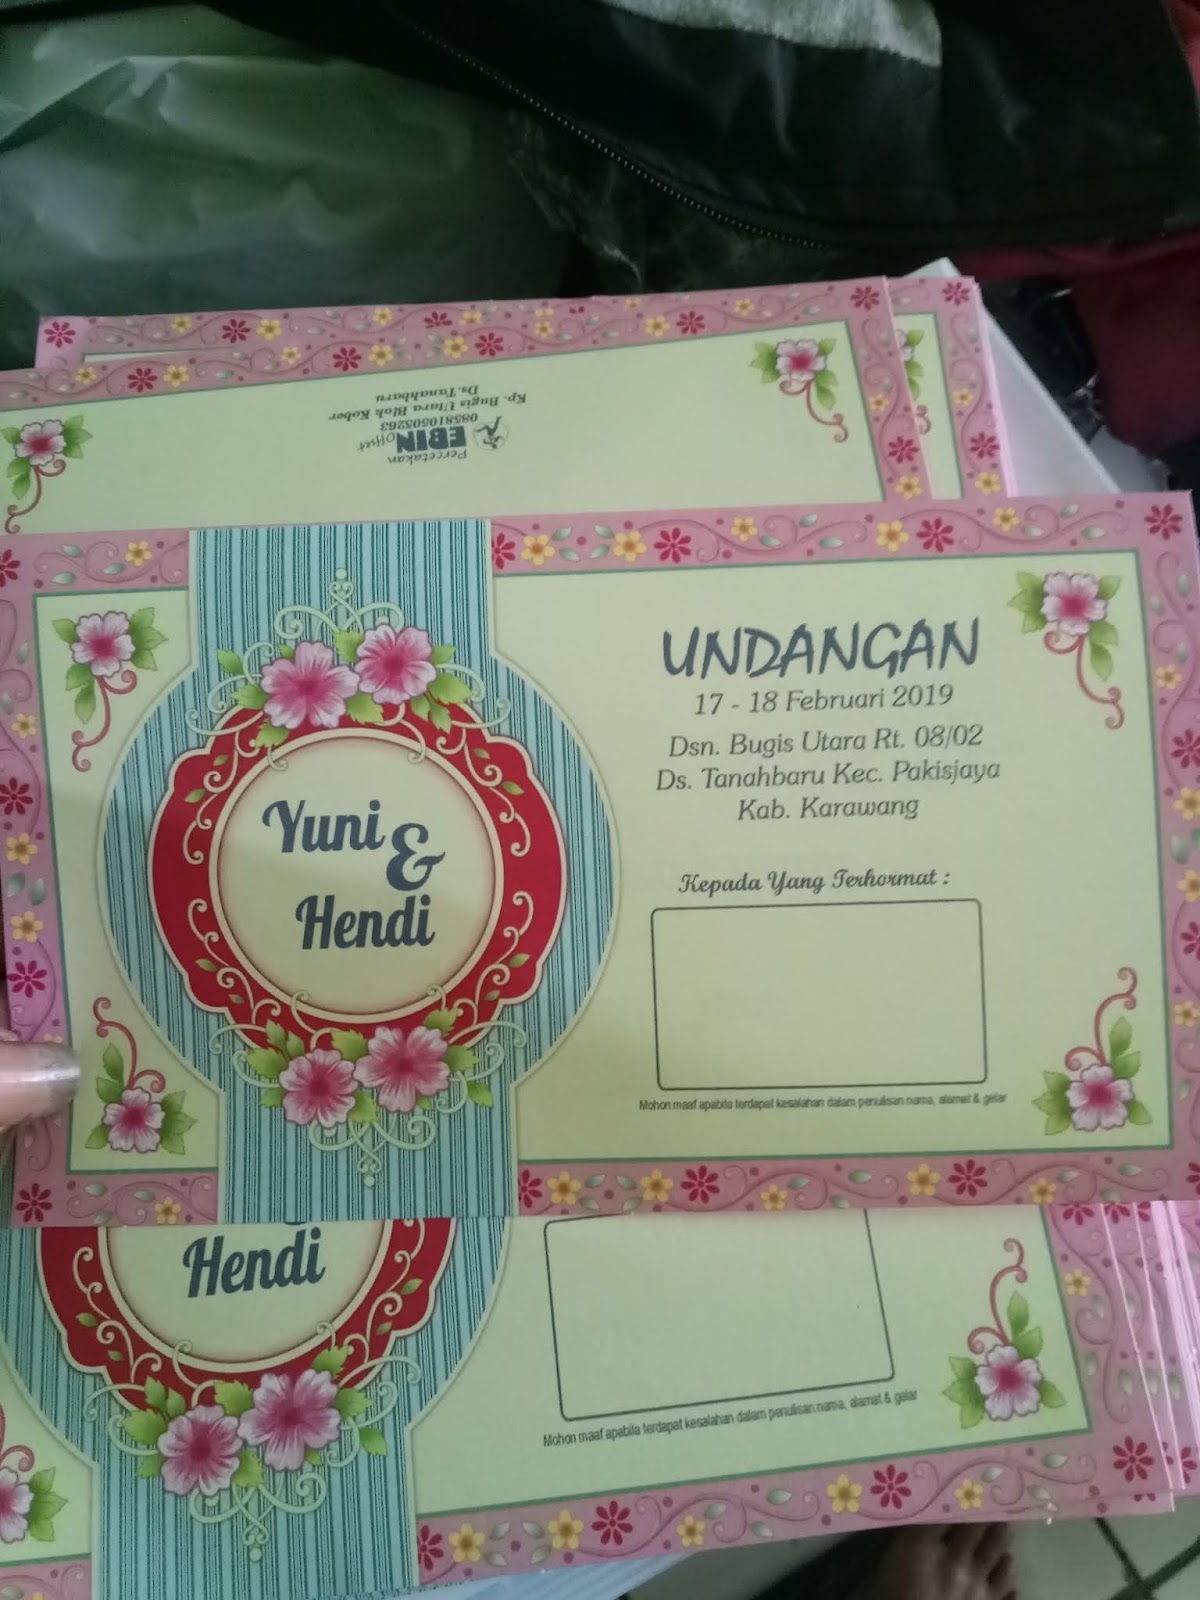 Percetakan
EBIN Offset
085810505263
Kp. Bugis Utara Blok Kober
Ds. Tanahbaru
Yuni
&
Hendi
UNDANGAN
17 - 18 Februari 2019
Dsn. Bugis Utara Rt. 08/02
Ds. Tanahbaru Kec. Pakisjaya
Kab. Karawang
Kepada Yang Terhormat :
Mohon maaf apabila terdapat kesalahan dalam penulisan nama, alamat & gelar
Hendi
Mohon maaf apabila terdapat kesalahan dalam penulisan nama, alamat & gelar